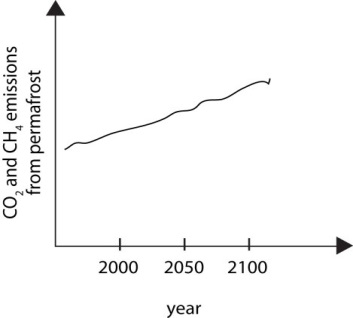 CO₂ and CH₄ emissions
from permafrost
2000 2050 2100
year